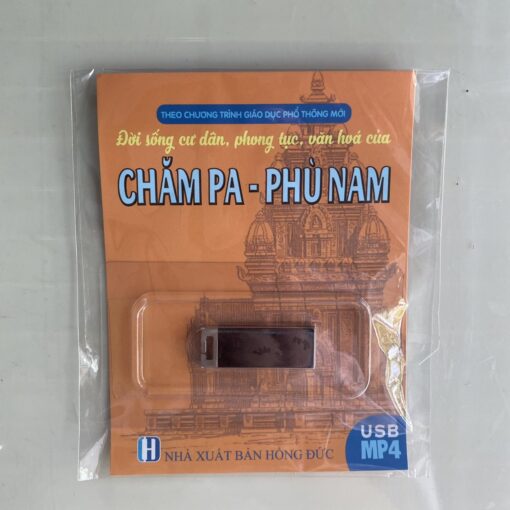 THEO CHƯƠNG TRÌNH GIÁO DỤC PHỔ THÔNG MỚI
Đời sống cư dân, phong tục, văn hoá của
CHĂM PA - PHÙ NAM
USB
MP4
H NHÀ XUẤT BẢN HỒNG ĐỨC